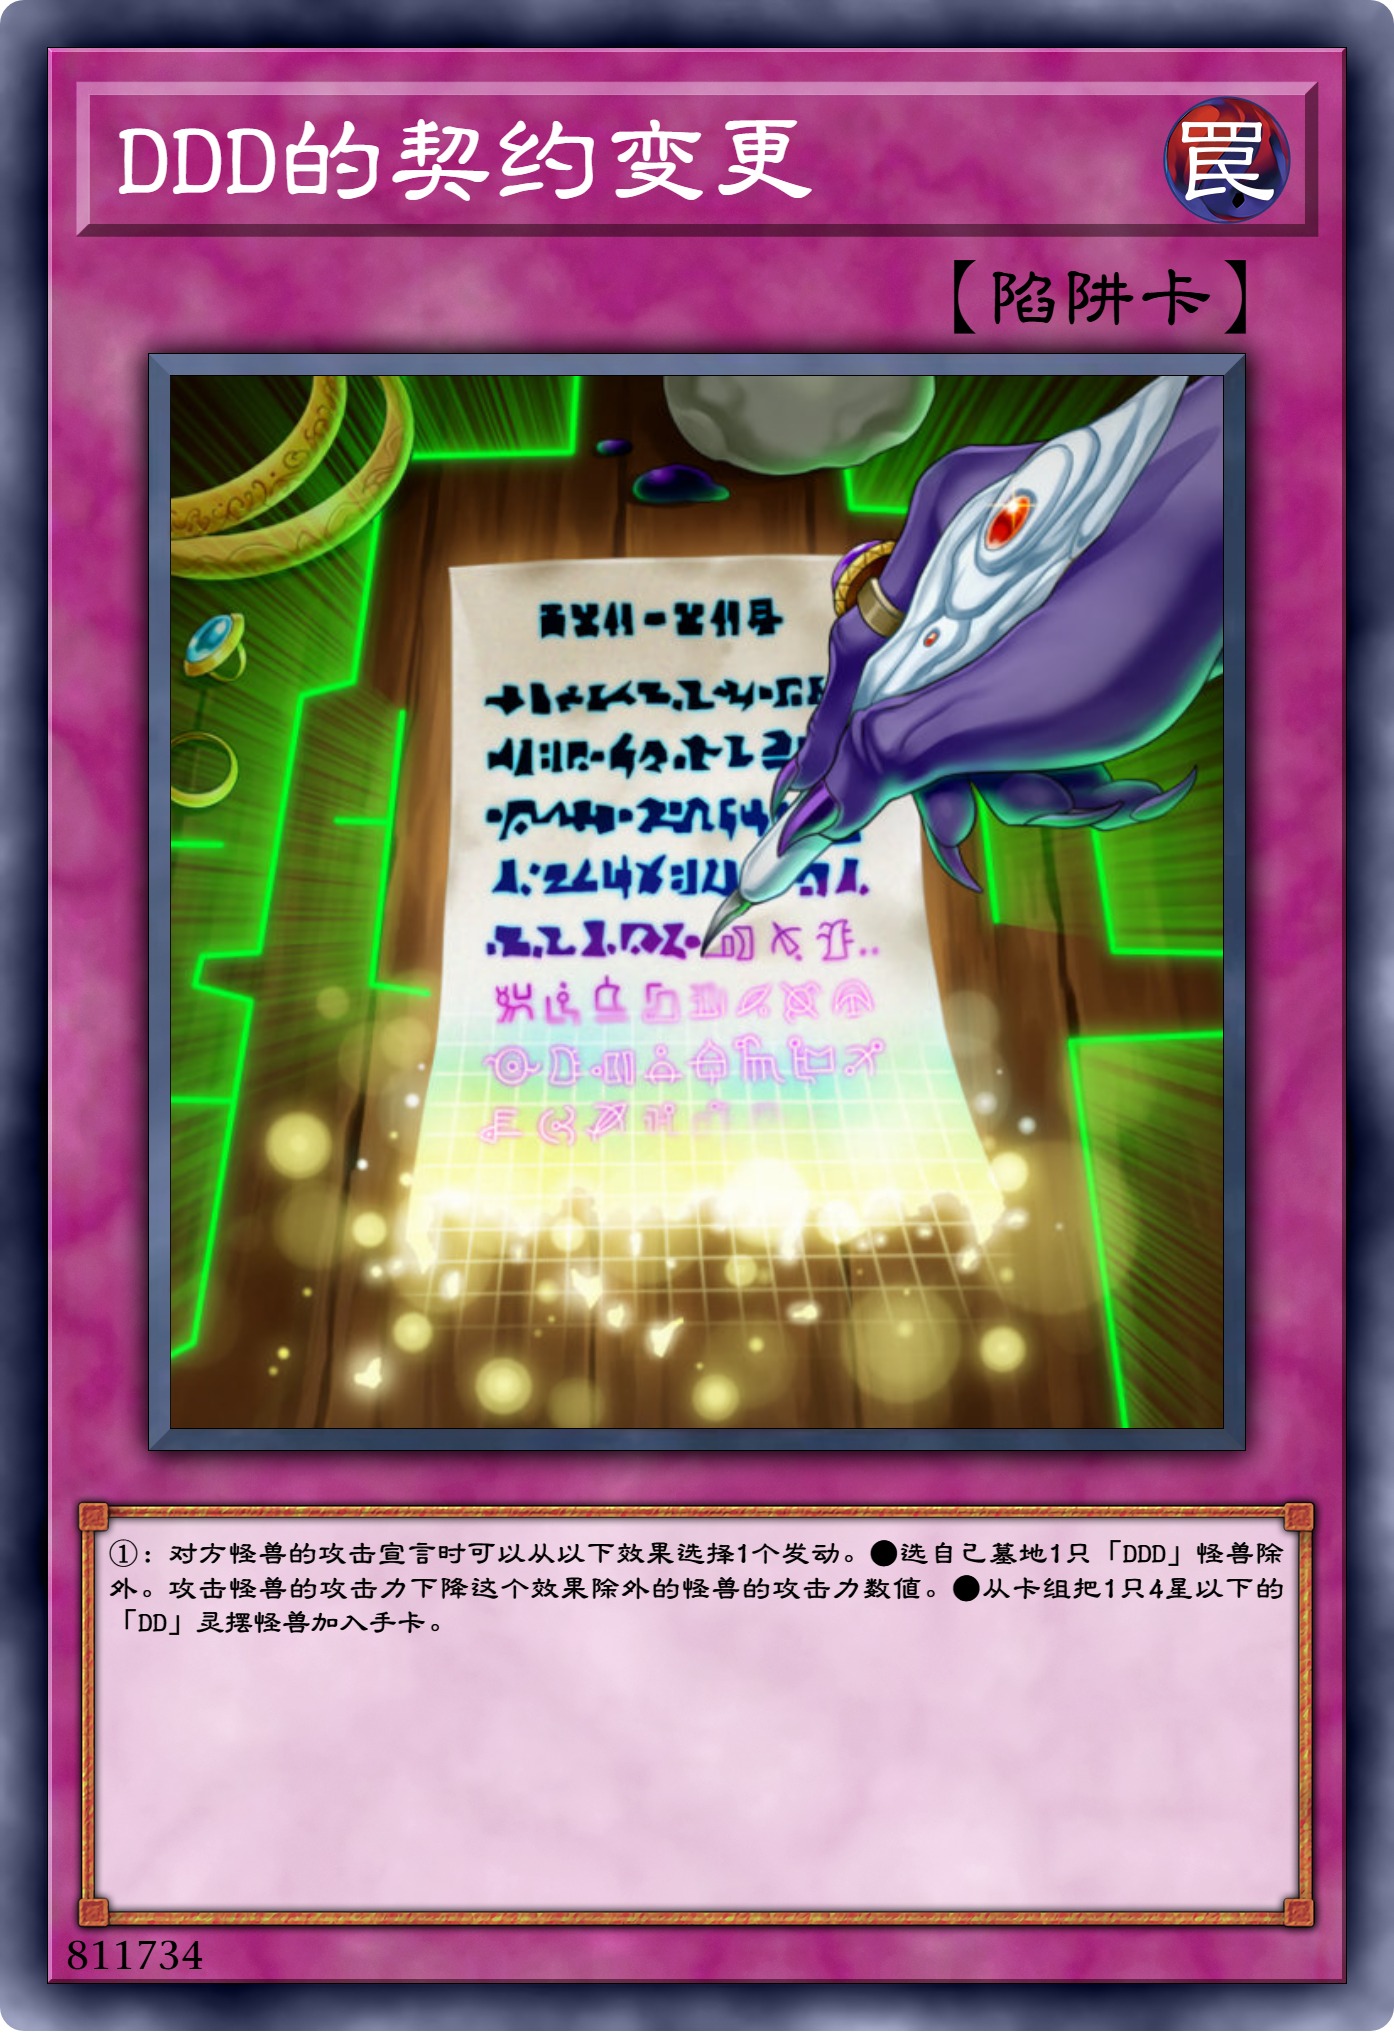 DDD的契约变更
罠
【陷阱卡】
①：对方怪兽的攻击宣言时可以从以下效果选择1个发动。●选自己墓地1只「DDD」怪兽除
外。攻击怪兽的攻击力下降这个效果除外的怪兽的攻击力数值。●从卡组把1只4星以下的
「DD」灵摆怪兽加入手卡。
811734